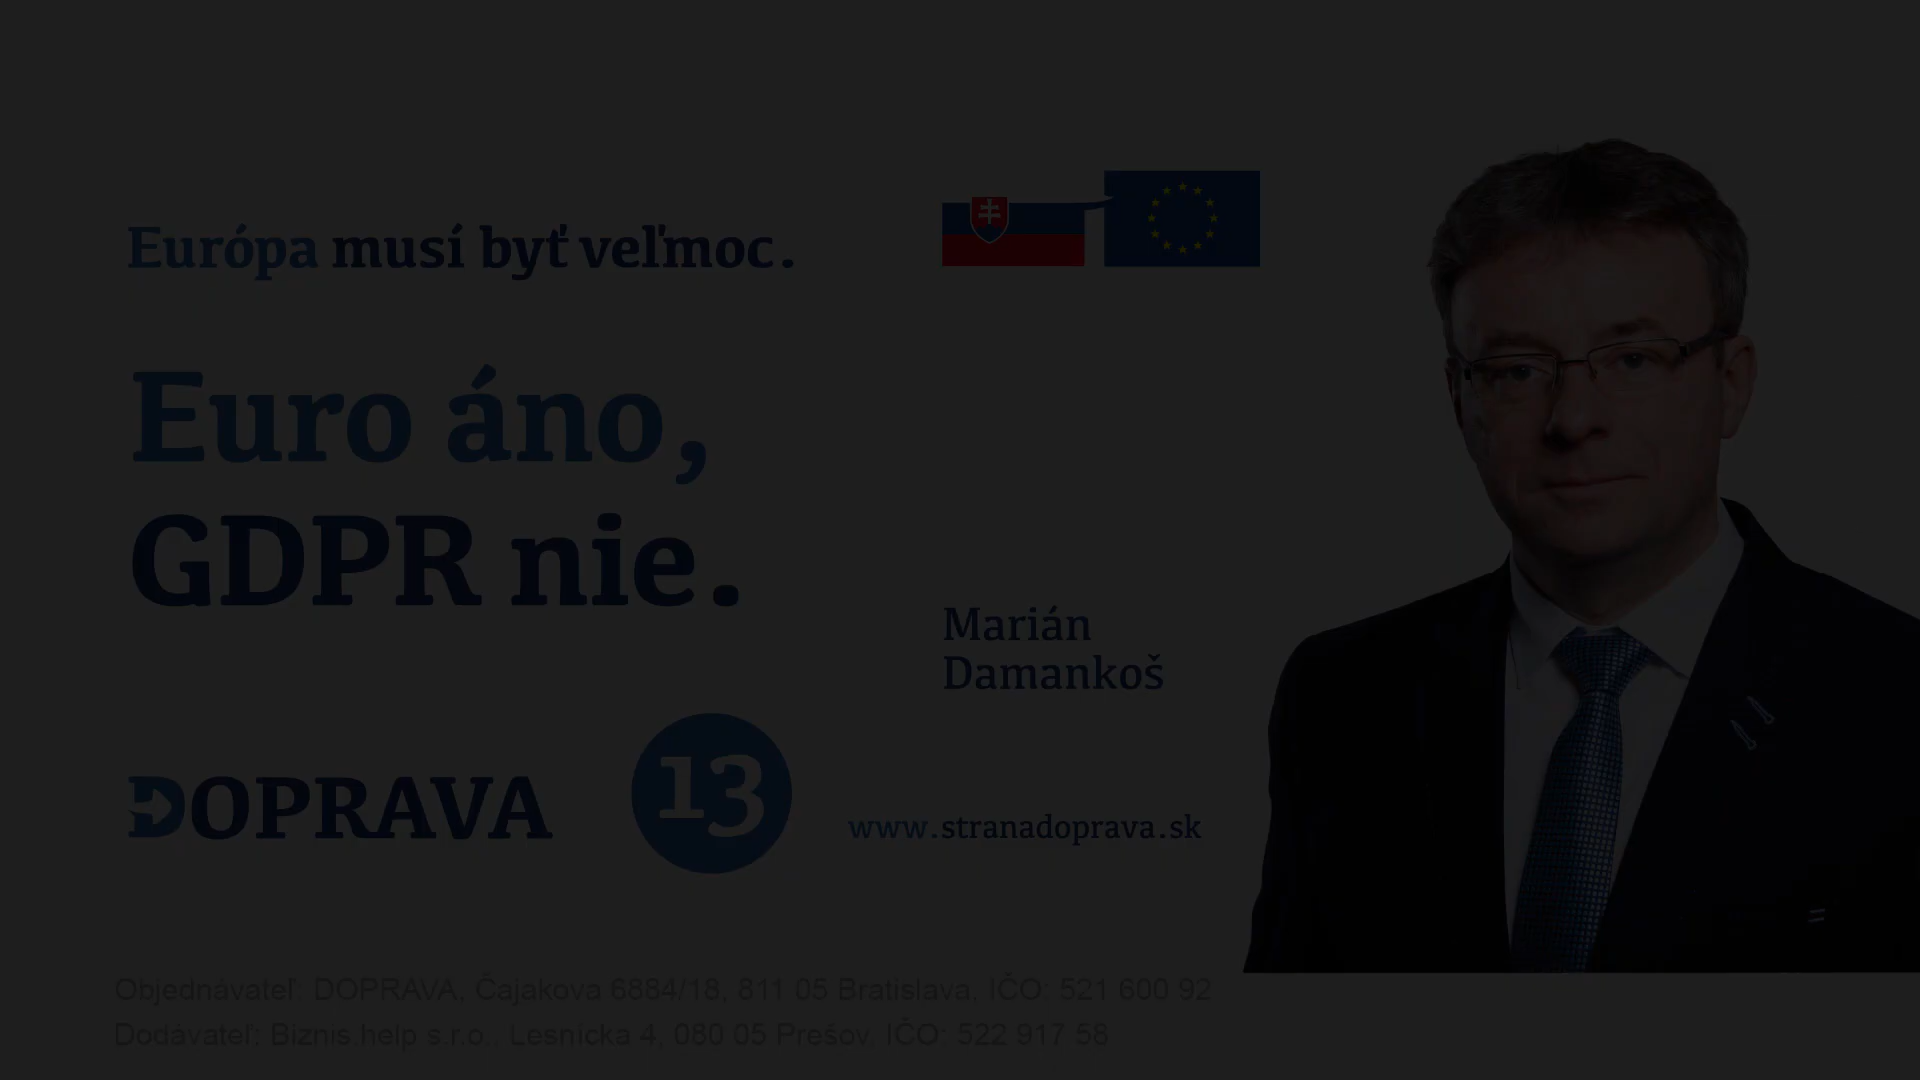 Európa musí byť veľmoc.
Euro áno,
GDPR nie.
Marián
Damankoš
DOPRAVA
13
www.stranadoprava.sk
Objednávateľ: DOPRAVA, Čajakova 6884/18, 811 05 Bratislava, IČO: 521 600 92
Dodávateľ: Biznis.help s.r.o., Lesnícka 4, 080 05 Prešov, IČO: 522 917 58